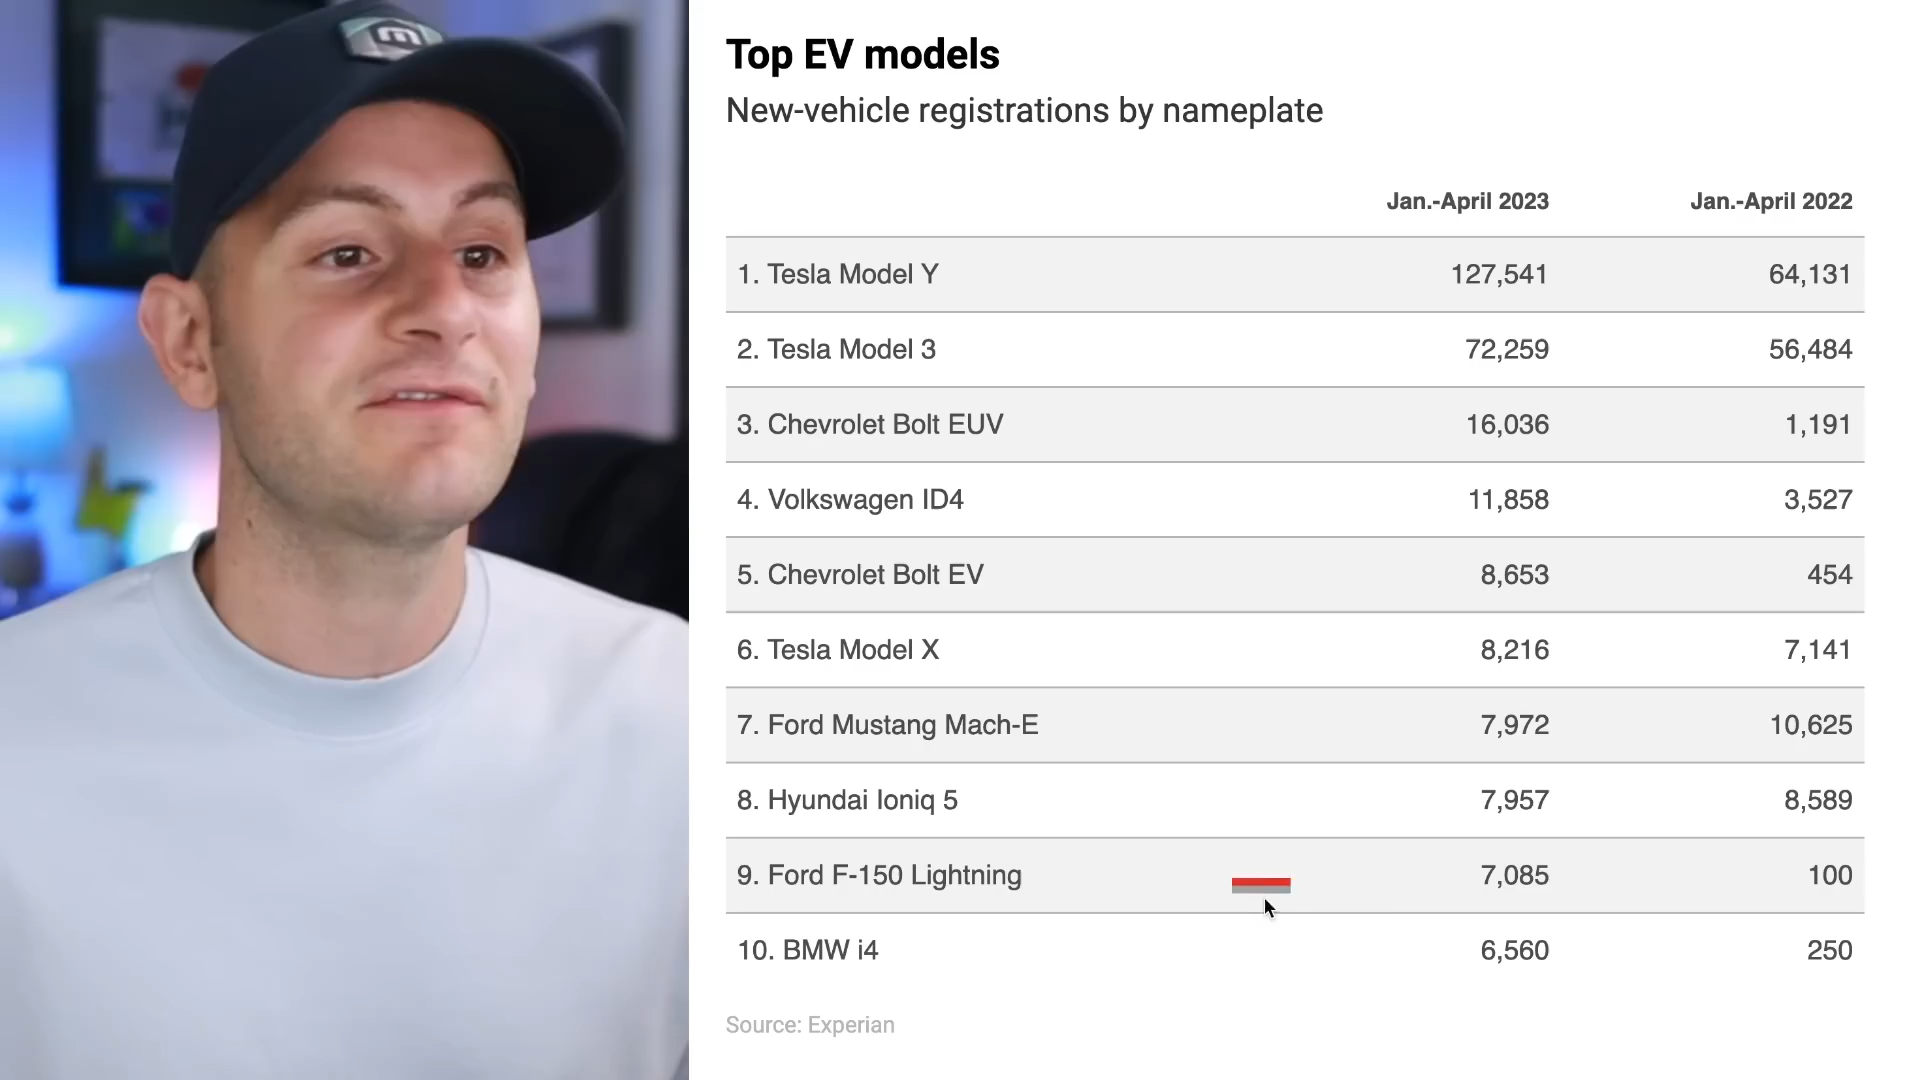 Top EV models
New-vehicle registrations by nameplate
Jan.-April 2023 Jan.-April 2022
1. Tesla Model Y 127,541 64,131
2. Tesla Model 3 72,259 56,484
3. Chevrolet Bolt EUV 16,036 1,191
4. Volkswagen ID4 11,858 3,527
5. Chevrolet Bolt EV 8,653 454
6. Tesla Model X 8,216 7,141
7. Ford Mustang Mach-E 7,972 10,625
8. Hyundai Ioniq 5 7,957 8,589
9. Ford F-150 Lightning 7,085 100
10. BMW i4 6,560 250
Source: Experian